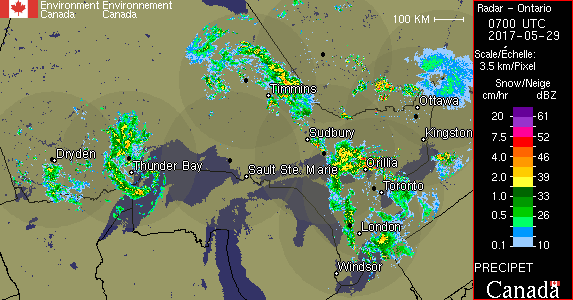 Environment Environnement
Canada Canada
100 KM
Timmins
Ottawa
Sudbury
Kingston
Dryden
Thunder Bay
Sault Ste. Marie
Orillia
Toronto
London
Windsor
Radar - Ontario
0700 UTC
2017-05-29
Scale/Échelle:
3.5 km/Pixel
Snow/Neige
cm/hr dBZ
20 61
7.5 52
4.0 46
2.0 39
1.0 33
0.5 26
0.1 10
PRECIPET
Canada